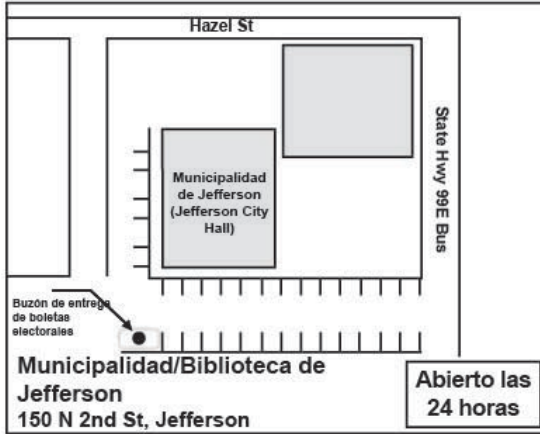 Hazel St
State Hwy 99E Bus
Municipalidad
de Jefferson
(Jefferson City
Hall)
Buzón de entrega
de boletas
electorales
Municipalidad/Biblioteca de
Jefferson
150 N 2nd St, Jefferson
Abierto las
24 horas